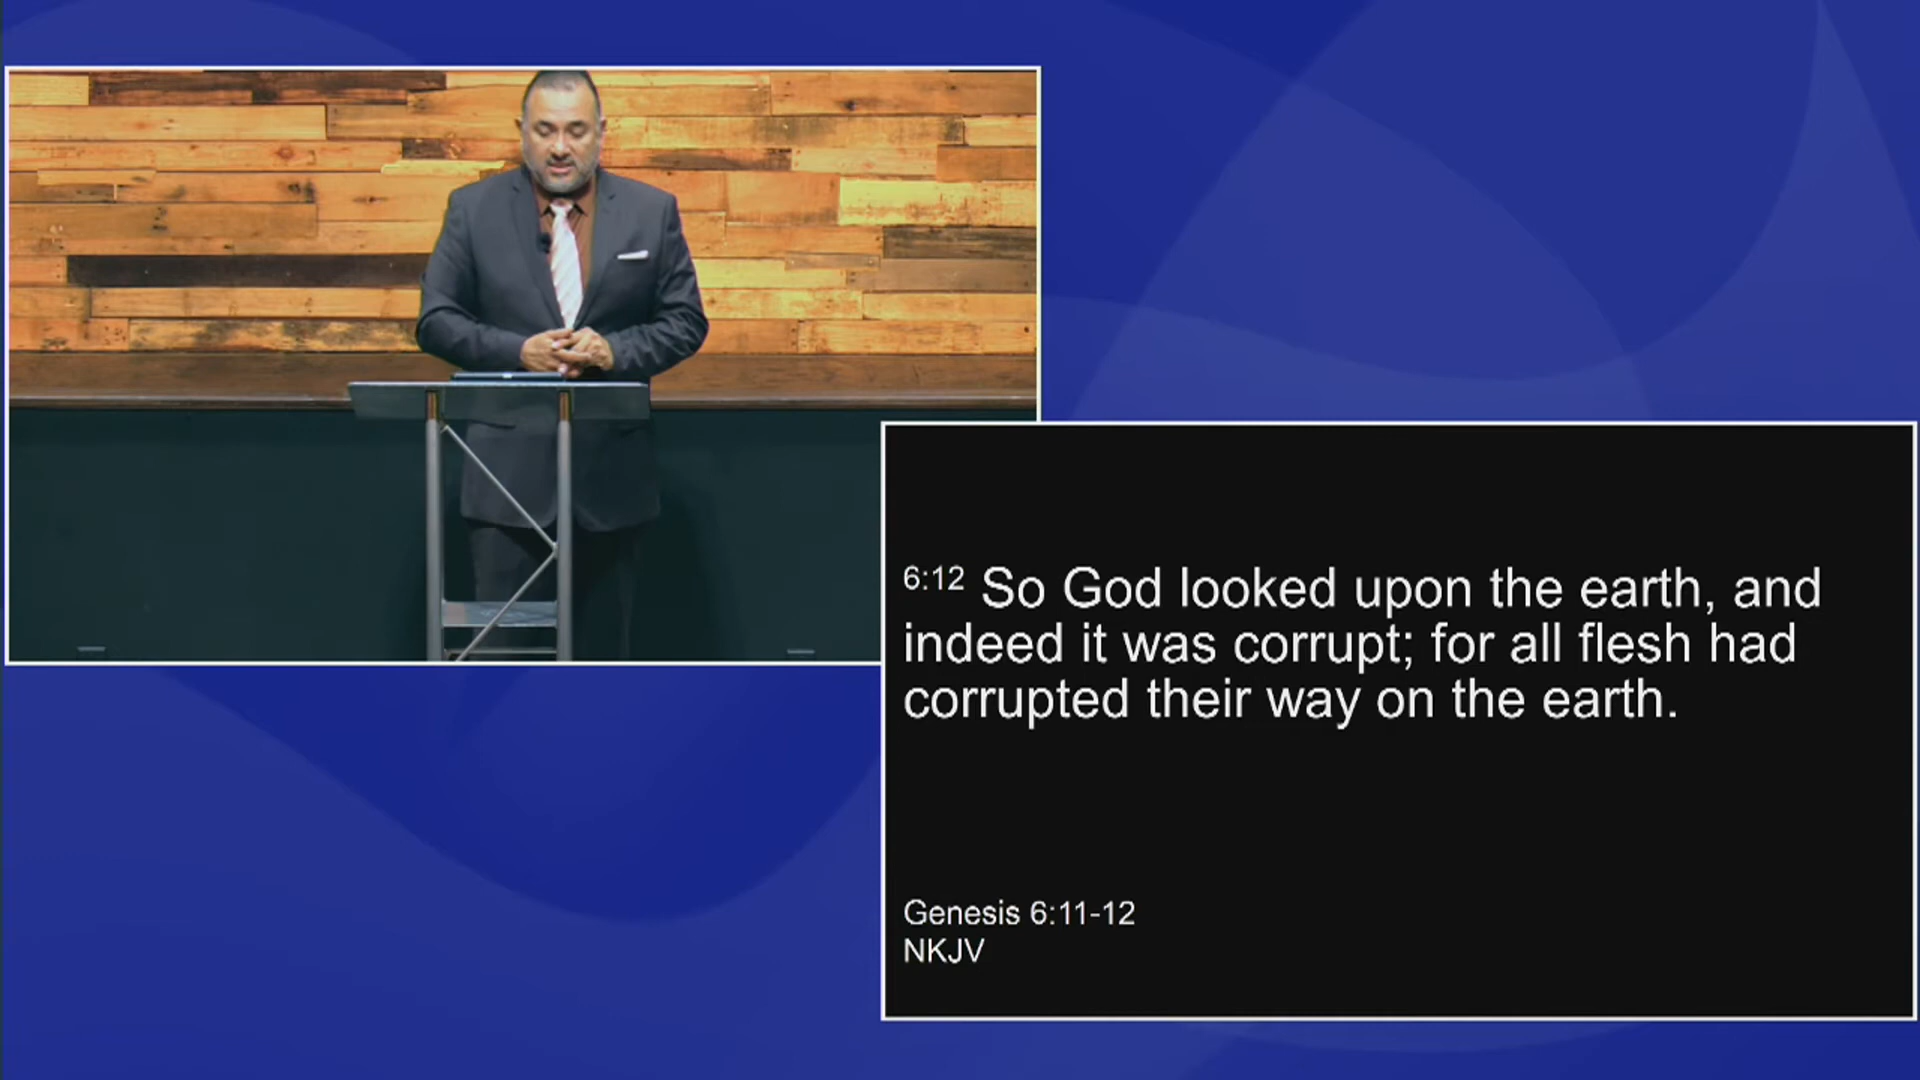 6:12 So God looked upon the earth, and
indeed it was corrupt; for all flesh had
corrupted their way on the earth.
Genesis 6:11-12
NKJV